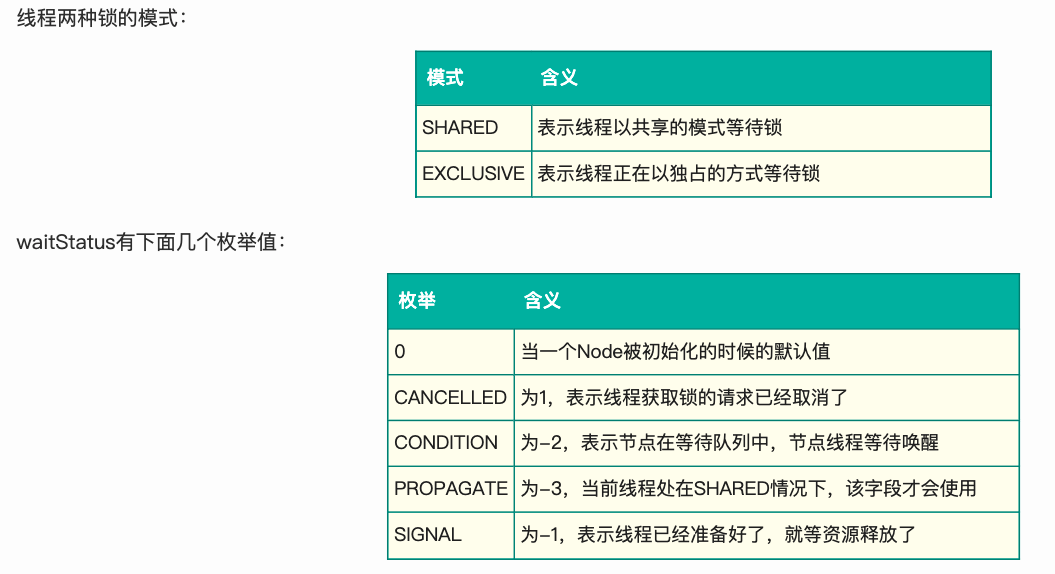 线程两种锁的模式：
模式 含义
SHARED 表示线程以共享的模式等待锁
EXCLUSIVE 表示线程正在以独占的方式等待锁
waitStatus有下面几个枚举值：
枚举 含义
0 当一个Node被初始化的时候的默认值
CANCELLED 为1，表示线程获取锁的请求已经取消了
CONDITION 为-2，表示节点在等待队列中，节点线程等待唤醒
PROPAGATE 为-3，当前线程处在SHARED情况下，该字段才会使用
SIGNAL 为-1，表示线程已经准备好了，就等资源释放了